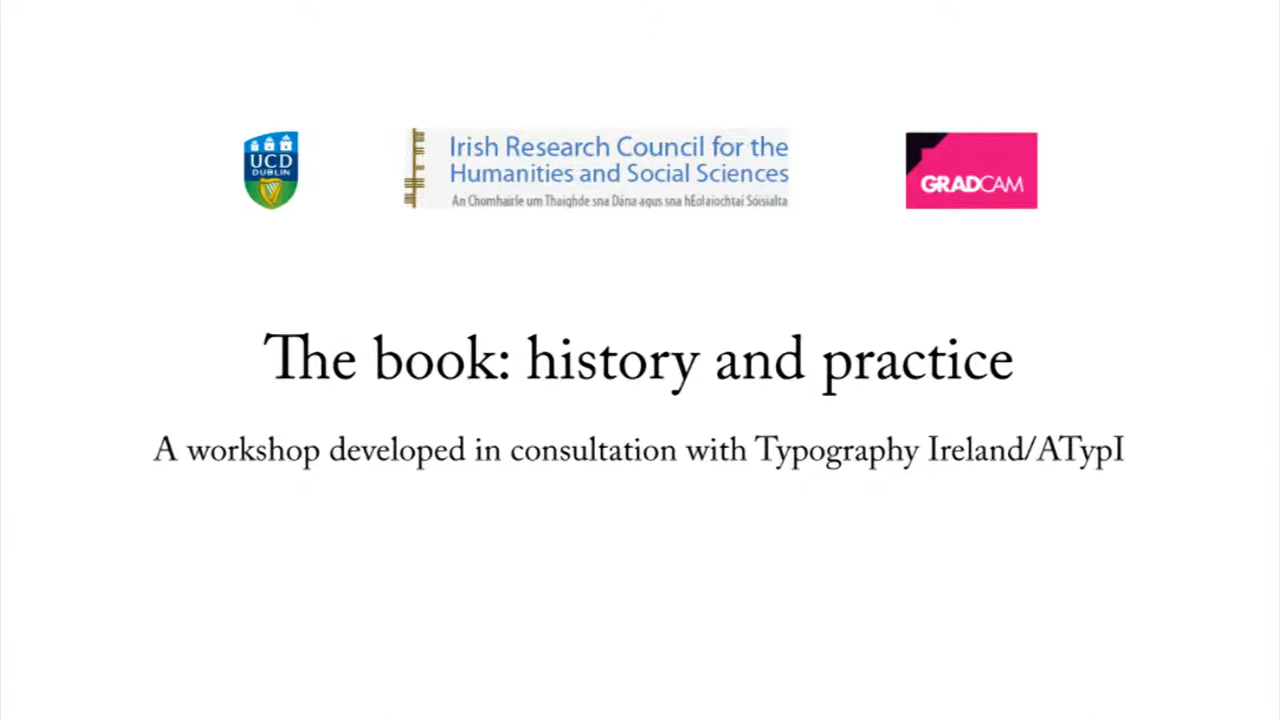 UCD
DUBLIN
Irish Research Council for the
Humanities and Social Sciences
An Chomhairle um Thaighde sna Dána agus sna hEolaíochtaí Sóisialta
GRADCAM
The book: history and practice
A workshop developed in consultation with Typography Ireland/ATypI